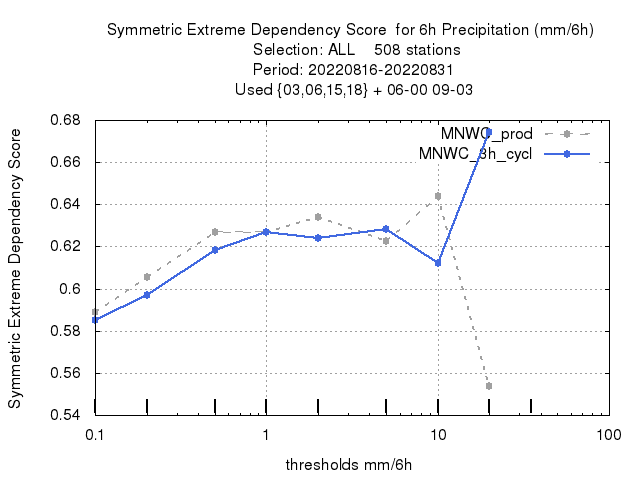 Symmetric Extreme Dependency Score  for 6h Precipitation (mm/6h)
Selection: ALL    508 stations
Period: 20220816-20220831
Used {03,06,15,18} + 06-00 09-03
Symmetric Extreme Dependency Score
0.68
0.66
0.64
0.62
0.6
0.58
0.56
0.54
MNWC_prod
MNWC_3h_cycl
0.1
1
10
100
thresholds mm/6h